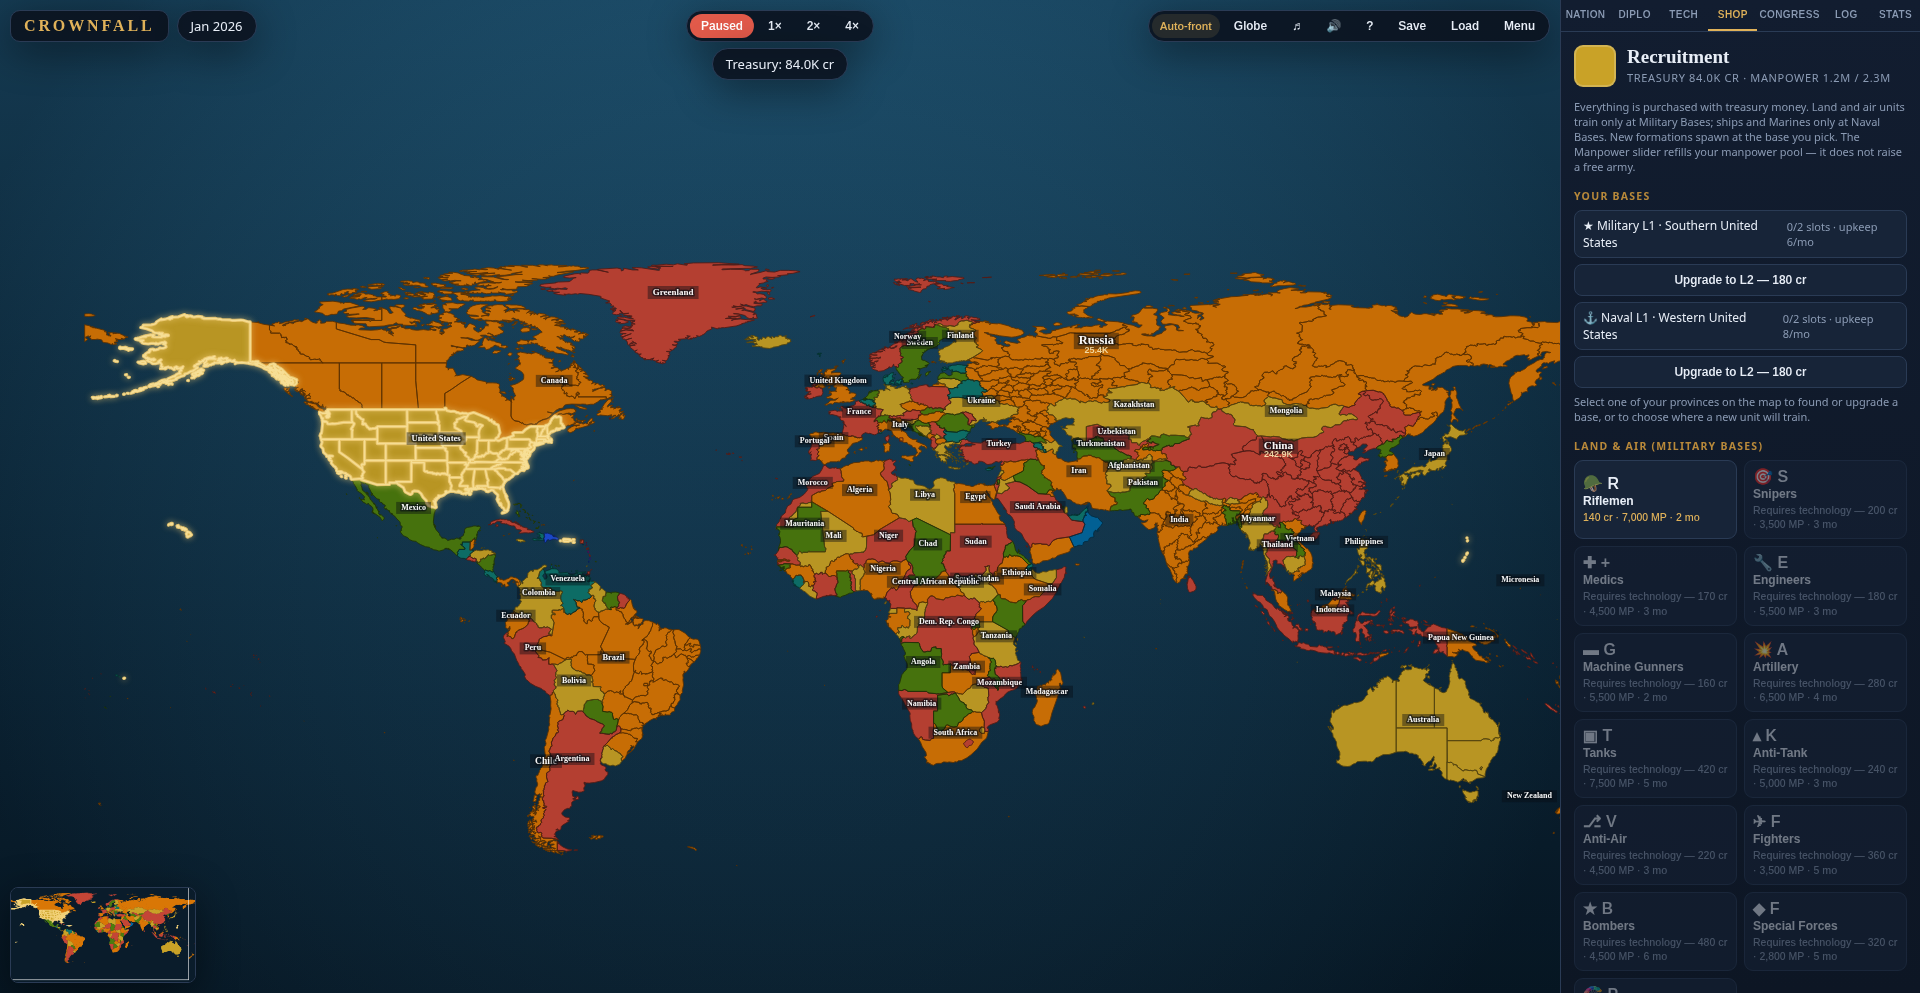 CROWNFALL
Jan 2026
Paused 1× 2× 4×
Treasury: 84.0K cr
Auto-front Globe ♬ ? Save Load Menu
NATION DIPLO TECH SHOP CONGRESS LOG STATS
Recruitment
TREASURY 84.0K CR · MANPOWER 1.2M / 2.3M
Everything is purchased with treasury money. Land and air units
train only at Military Bases; ships and Marines only at Naval
Bases. New formations spawn at the base you pick. The
Manpower slider refills your manpower pool — it does not raise
a free army.
YOUR BASES
★ Military L1 · Southern United
States
0/2 slots · upkeep
6/mo
Upgrade to L2 — 180 cr
⚓ Naval L1 · Western United
States
0/2 slots · upkeep
8/mo
Upgrade to L2 — 180 cr
Select one of your provinces on the map to found or upgrade a
base, or to choose where a new unit will train.
LAND & AIR (MILITARY BASES)
R
Riflemen
140 cr · 7,000 MP · 2 mo
S
Snipers
Requires technology — 200 cr
· 3,500 MP · 3 mo
✚ +
Medics
Requires technology — 170 cr
· 4,500 MP · 3 mo
E
Engineers
Requires technology — 180 cr
· 5,500 MP · 3 mo
▬ G
Machine Gunners
Requires technology — 160 cr
· 5,500 MP · 2 mo
A
Artillery
Requires technology — 280 cr
· 6,500 MP · 4 mo
▣ T
Tanks
Requires technology — 420 cr
· 7,500 MP · 5 mo
▲ K
Anti-Tank
Requires technology — 240 cr
· 5,000 MP · 3 mo
⎇ V
Anti-Air
Requires technology — 220 cr
· 4,500 MP · 3 mo
✈ F
Fighters
Requires technology — 360 cr
· 3,500 MP · 5 mo
★ B
Bombers
Requires technology — 480 cr
· 4,500 MP · 6 mo
◆ F
Special Forces
Requires technology — 320 cr
· 2,800 MP · 5 mo
Greenland
Norway
Sweden
Finland
Russia
25.4K
Canada
United Kingdom
Ukraine
Kazakhstan
Mongolia
France
Italy
United States
Portugal
Turkey
Uzbekistan
Turkmenistan
China
242.9K
Japan
Iran
Afghanistan
Pakistan
Morocco
Algeria
Libya
Egypt
Saudi Arabia
Mexico
Mauritania
Mali
Niger
Chad
Sudan
India
Myanmar
Vietnam
Thailand
Philippines
Nigeria
Central African Republic
Ethiopia
Somalia
Venezuela
Colombia
Ecuador
Micronesia
Malaysia
Indonesia
Dem. Rep. Congo
Tanzania
Papua New Guinea
Peru
Brazil
Angola
Zambia
Bolivia
Mozambique
Madagascar
Namibia
Australia
South Africa
Argentina
New Zealand